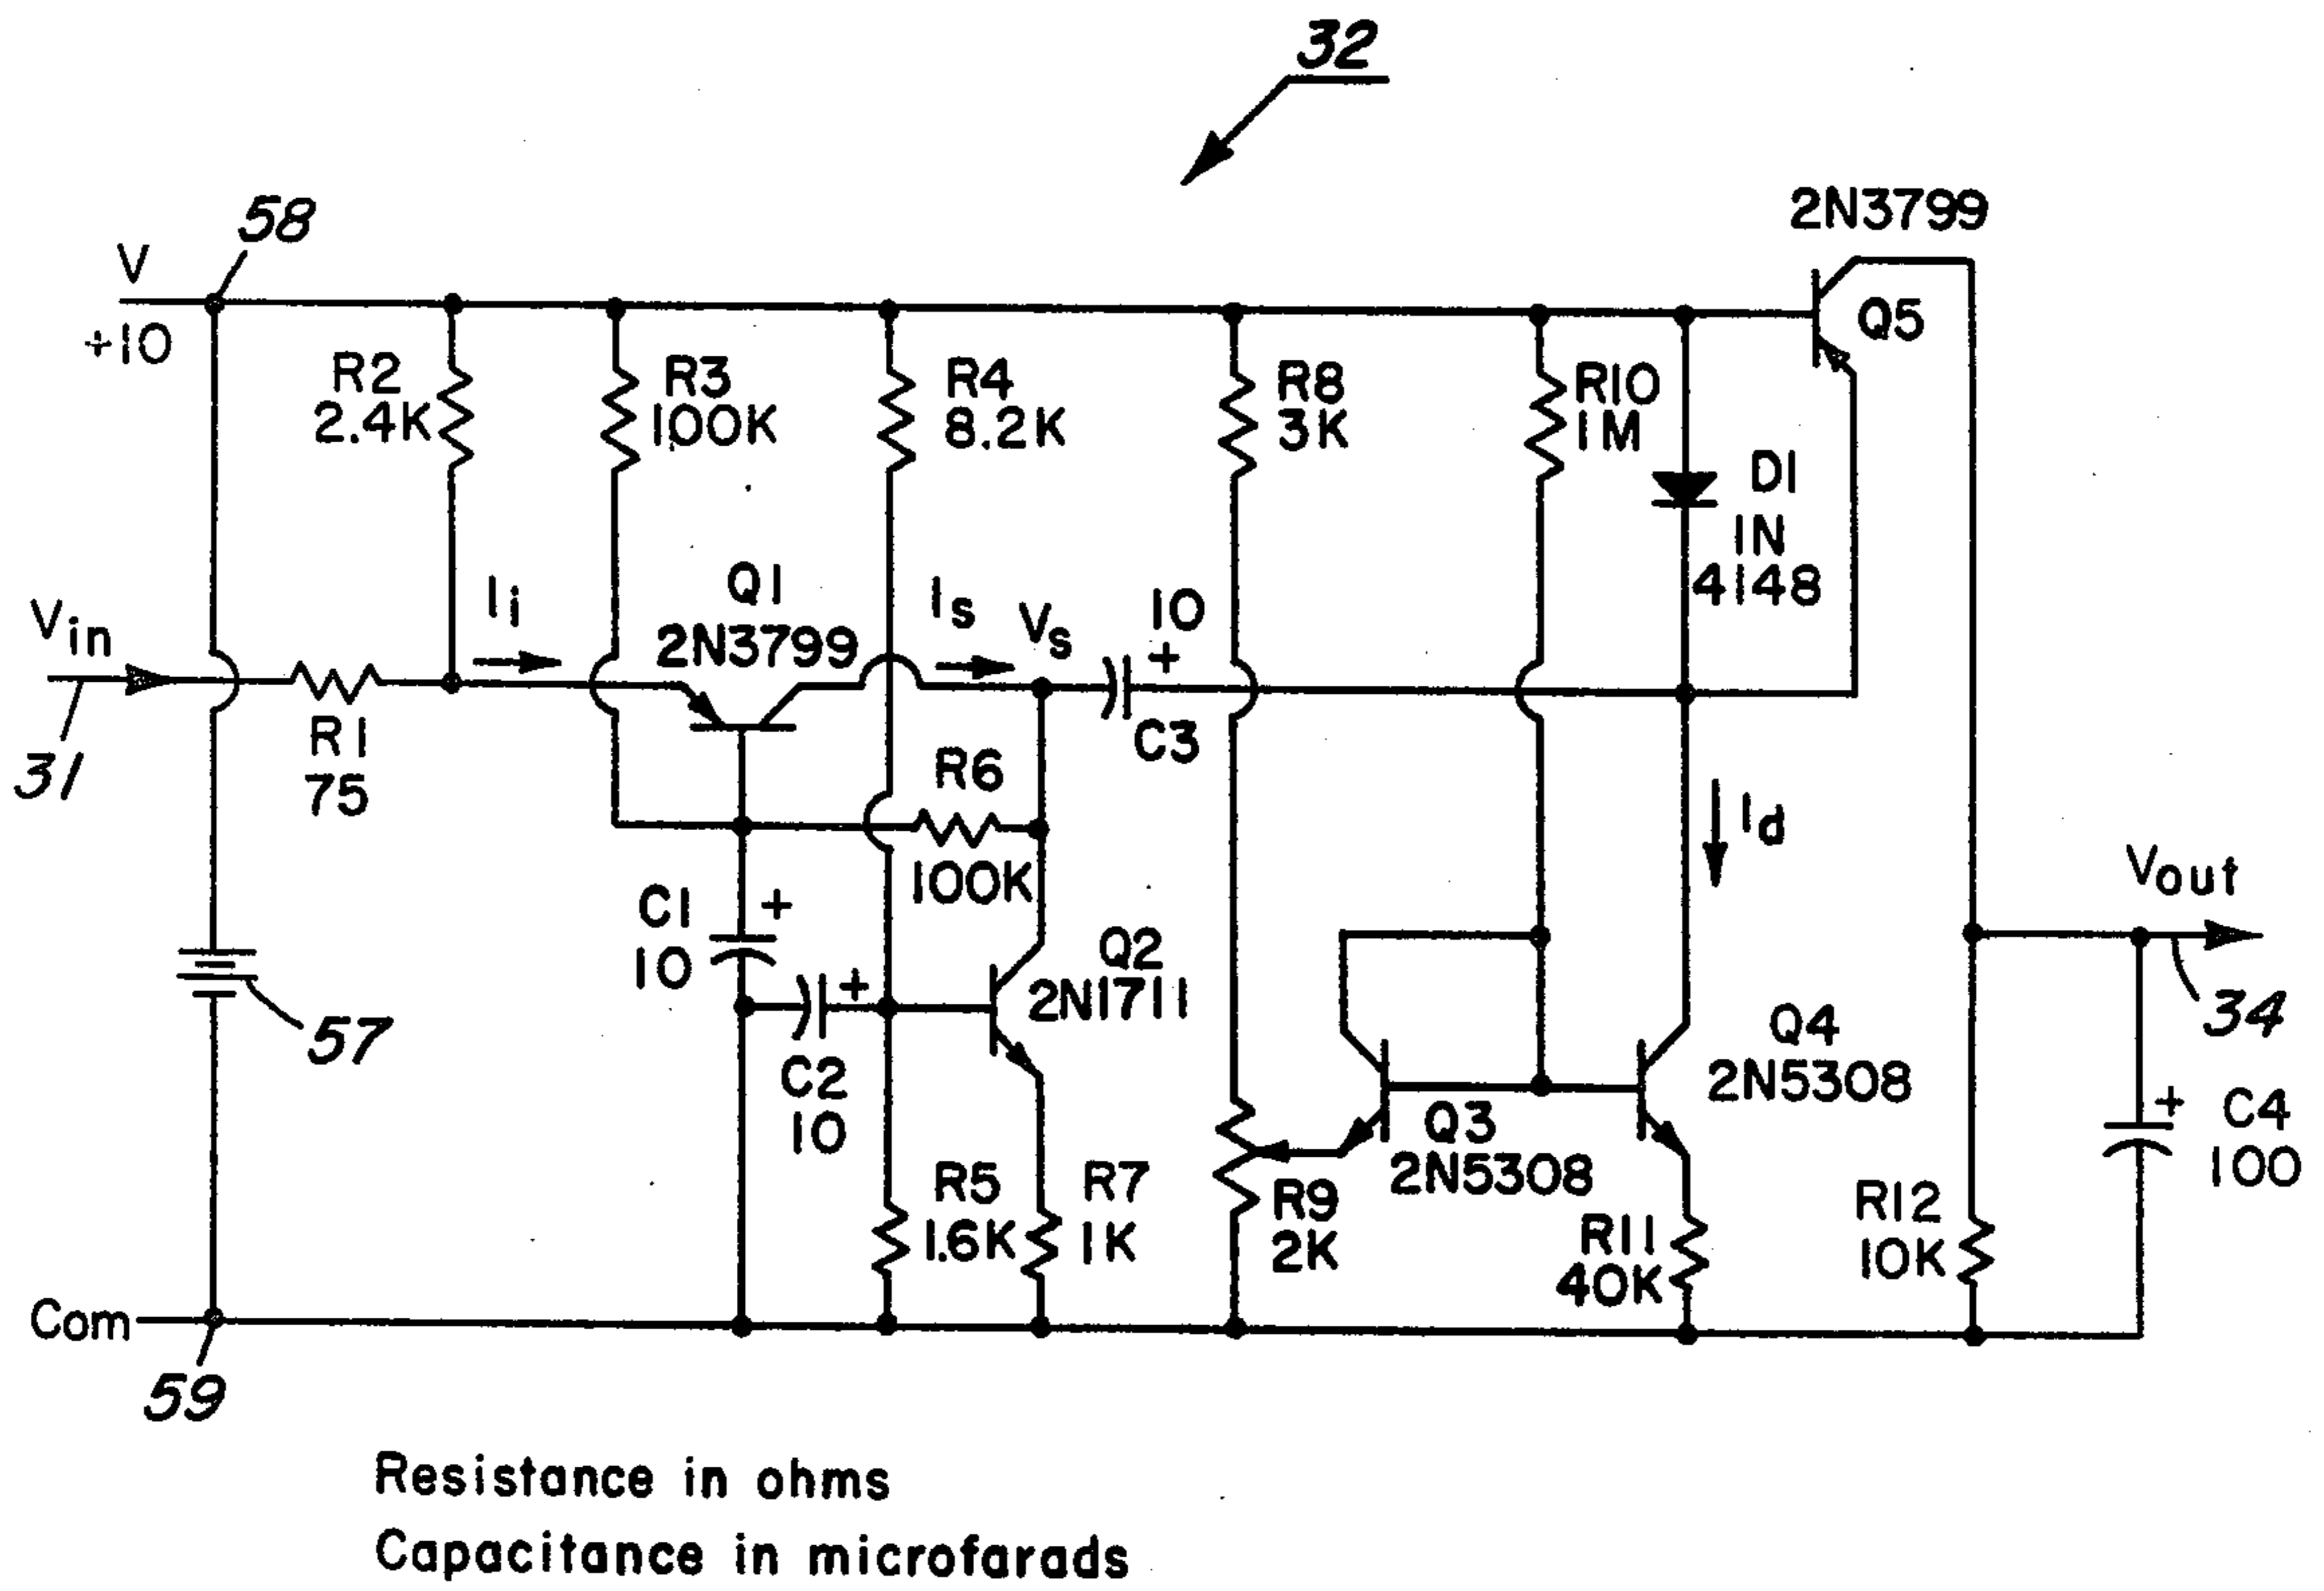 32
58
V
+10
2N3799
Q5
R2
2.4K
R3
100K
R4
8.2K
R8
3K
R10
1M
D1
1N
4148
Vin
31
R1
75
Ii
Q1
2N3799
Is
Vs
10
+
C3
R6
100K
Id
C1
10
+
C2
10
+
Q2
2N1711
57
Q3
2N5308
Q4
2N5308
Vout
34
+
C4
100
R5
1.6K
R7
1K
R9
2K
R11
40K
R12
10K
Com
59
Resistance in ohms
Capacitance in microfarads